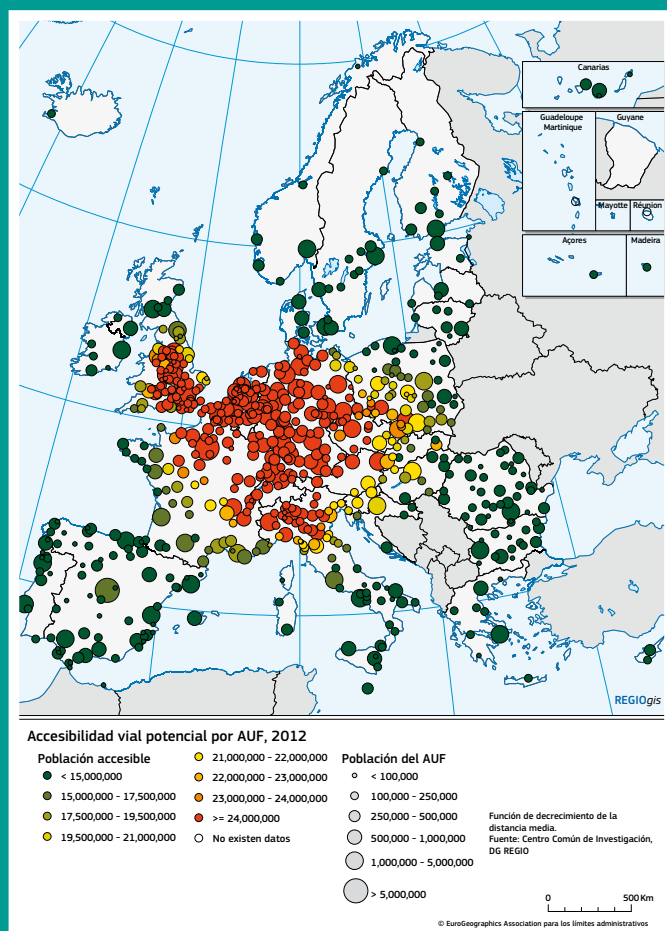 Canarias
Guadeloupe
Martinique
Guyane
Mayotte
Réunion
Açores
Madeira
REGIOgis
Accesibilidad vial potencial por AUF, 2012
Población accesible
< 15,000,000
15,000,000 - 17,500,000
17,500,000 - 19,500,000
19,500,000 - 21,000,000
21,000,000 - 22,000,000
22,000,000 - 23,000,000
23,000,000 - 24,000,000
>= 24,000,000
No existen datos
Población del AUF
< 100,000
100,000 - 250,000
250,000 - 500,000
500,000 - 1,000,000
1,000,000 - 5,000,000
> 5,000,000
Función de decrecimiento de la
distancia media.
Fuente: Centro Común de Investigación,
DG REGIO
0 500 Km
© EuroGeographics Association para los límites administrativos